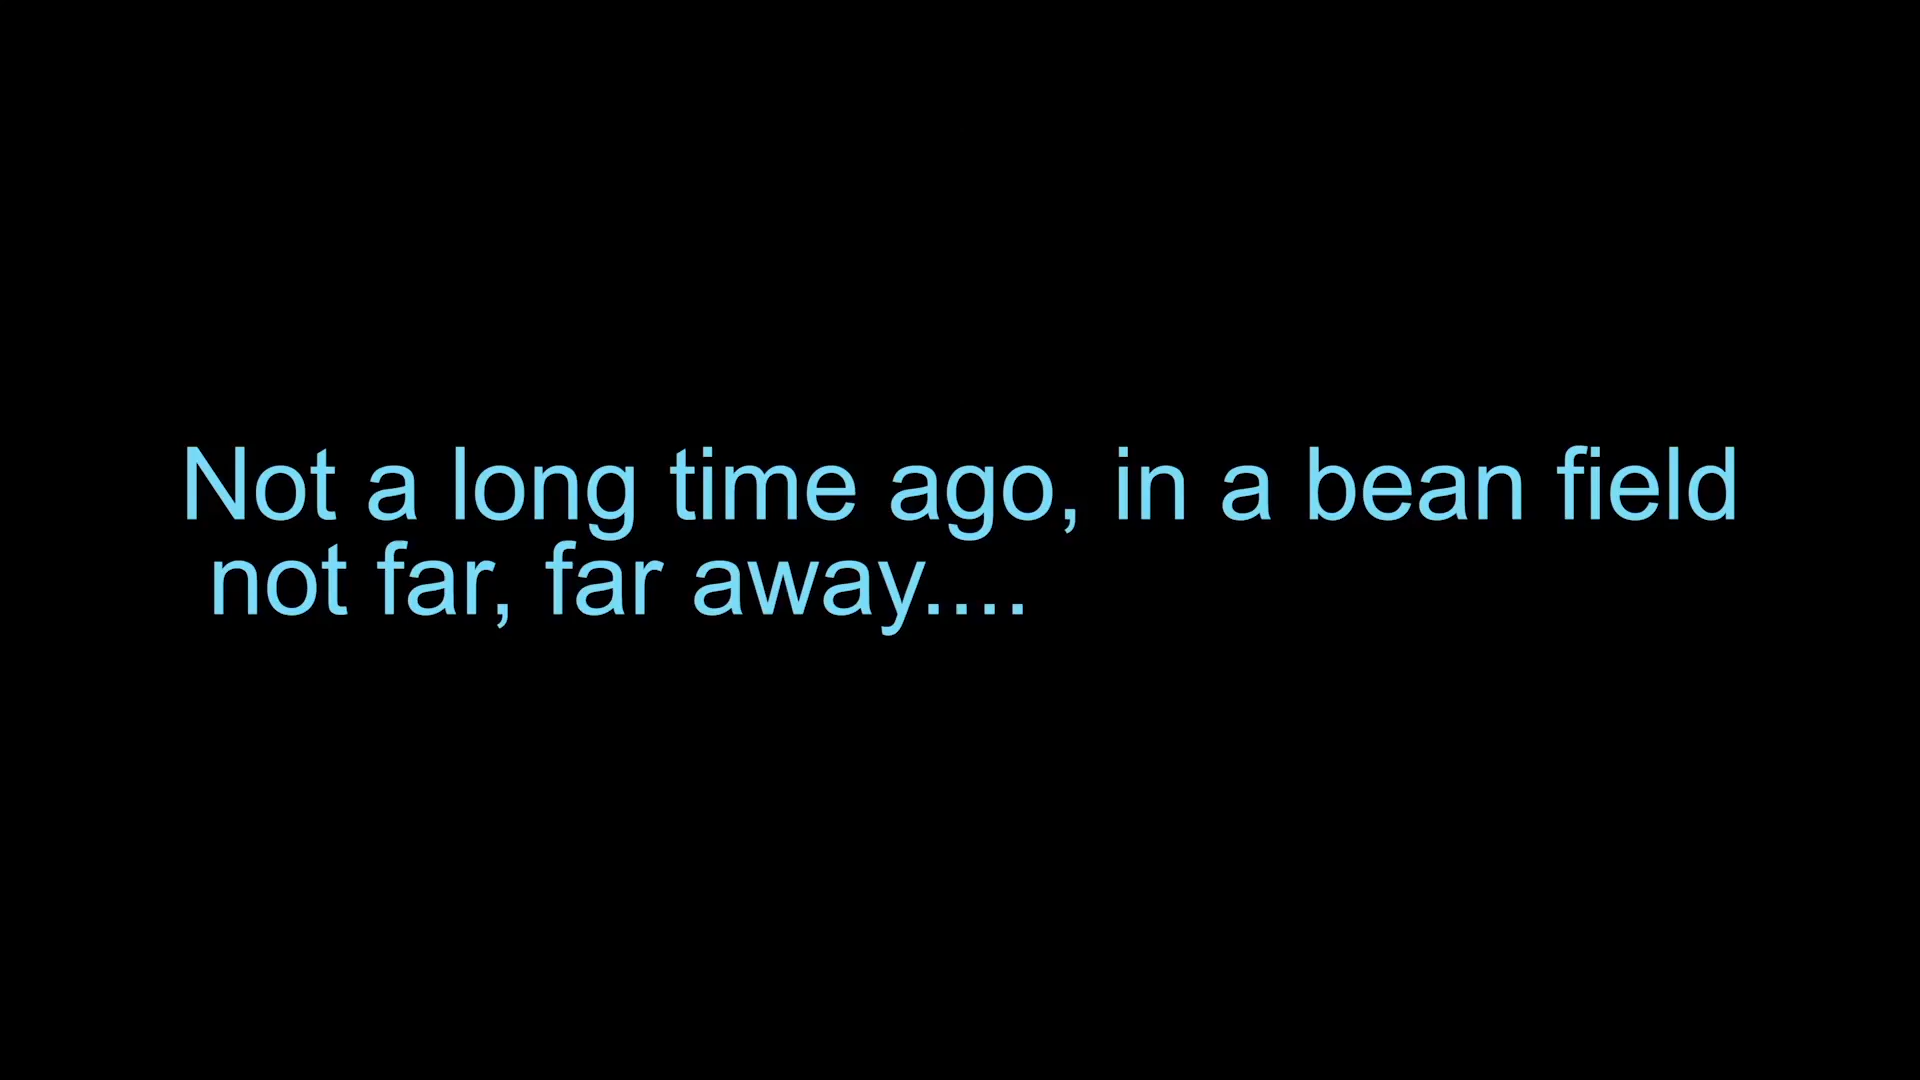 Not a long time ago, in a bean field
not far, far away....